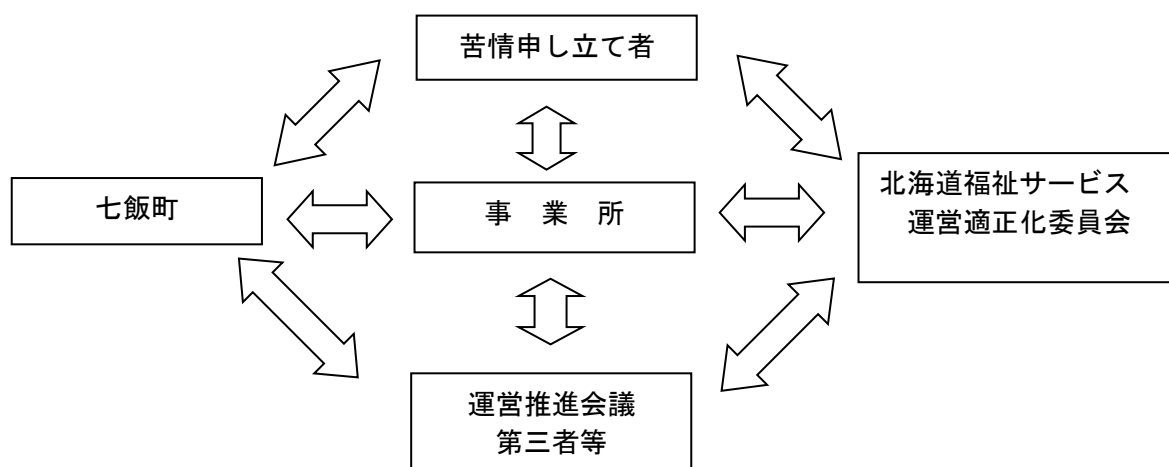 苦情申し立て者
七飯町
事　業　所
北海道福祉サービス
運営適正化委員会
運営推進会議
第三者等